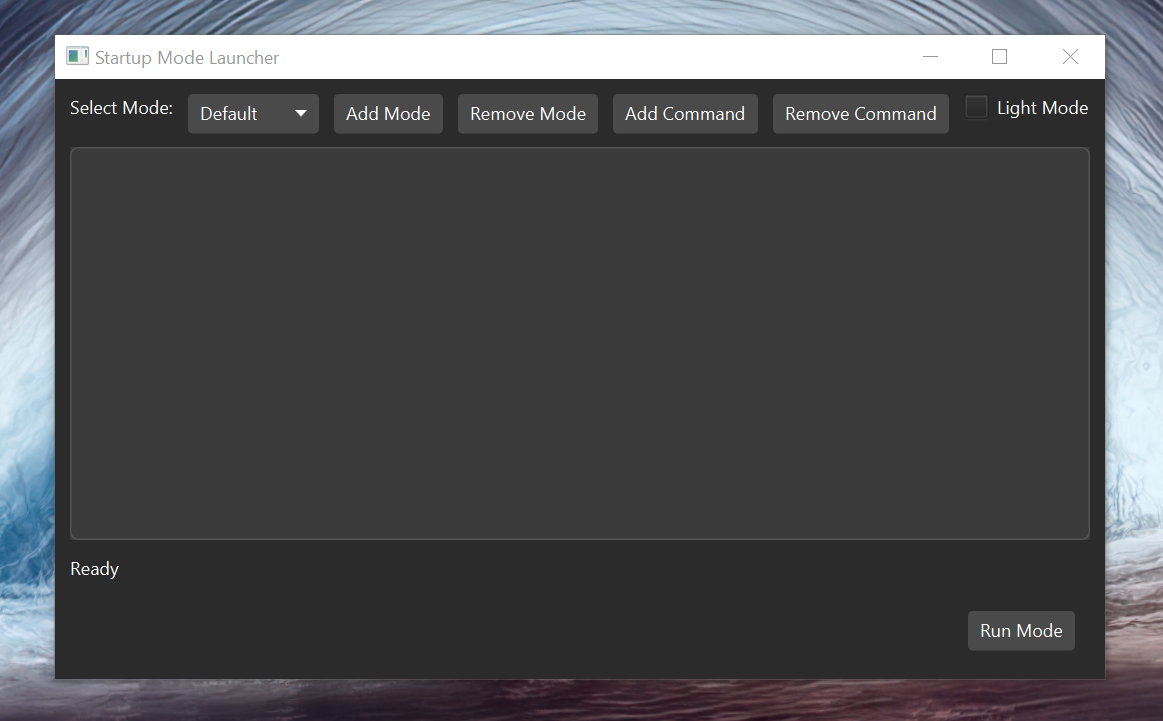 Startup Mode Launcher
Select Mode: Default Add Mode Remove Mode Add Command Remove Command Light Mode
Ready
Run Mode